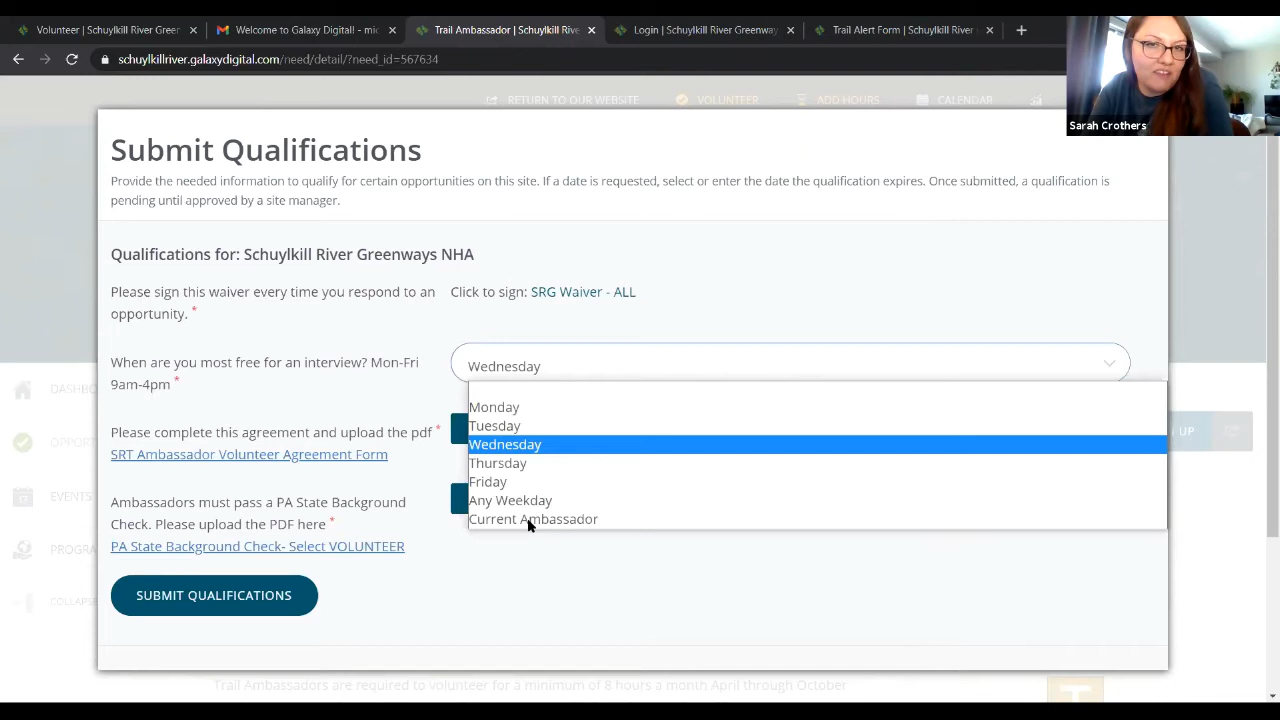 Volunteer | Schuylkill River Green
Welcome to Galaxy Digital! - mic
Trail Ambassador | Schuylkill Rive
Login | Schuylkill River Greenway
Trail Alert Form | Schuylkill River
schuylkillriver.galaxydigital.com/need/detail/?need_id=567634
RETURN TO OUR WEBSITE
VOLUNTEER
ADD HOURS
CALENDAR
Sarah Crothers
Submit Qualifications
Provide the needed information to qualify for certain opportunities on this site. If a date is requested, select or enter the date the qualification expires. Once submitted, a qualification is
pending until approved by a site manager.
Qualifications for: Schuylkill River Greenways NHA
Please sign this waiver every time you respond to an
opportunity. *
Click to sign: SRG Waiver - ALL
When are you most free for an interview? Mon-Fri
9am-4pm *
Wednesday
Monday
Tuesday
Wednesday
Thursday
Friday
Any Weekday
Current Ambassador
Please complete this agreement and upload the pdf *
SRT Ambassador Volunteer Agreement Form
Ambassadors must pass a PA State Background
Check. Please upload the PDF here *
PA State Background Check- Select VOLUNTEER
SUBMIT QUALIFICATIONS
DASHBO
OPPORT
EVENTS
PROGRA
COLLAPSE
UP
Trail Ambassadors are required to volunteer for a minimum of 8 hours a month April through October